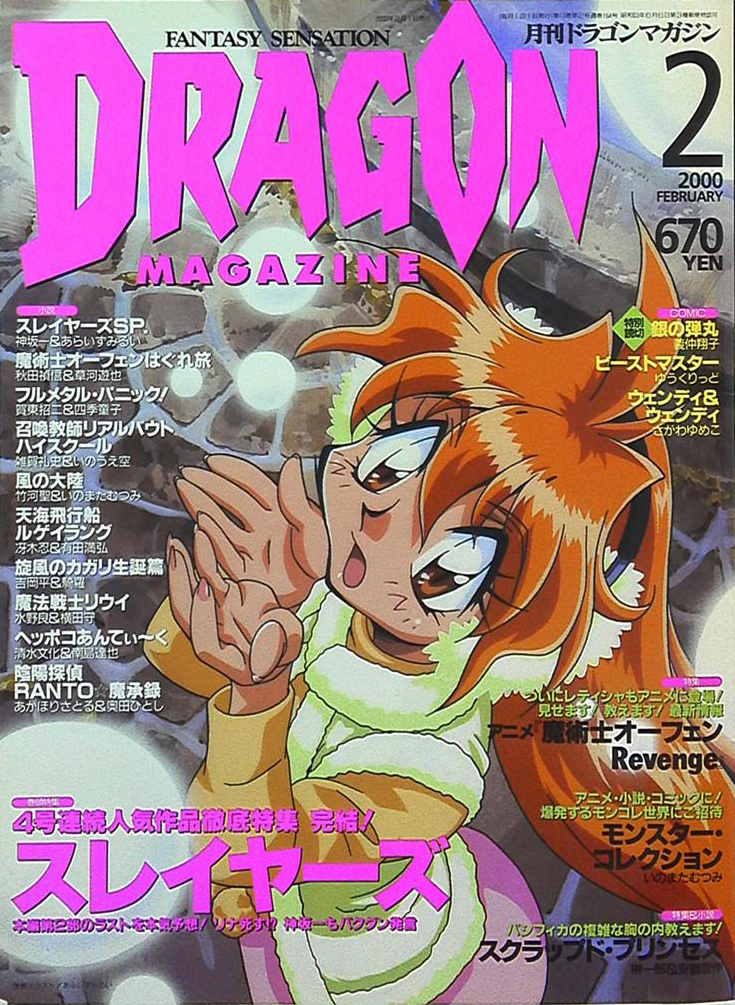 FANTASY SENSATION
月刊ドラゴンマガジン
DRAGON
MAGAZINE
2
2000
FEBRUARY
670
YEN
小説
スレイヤーズSP.
神坂一&あらいずみるい
魔術士オーフェンはぐれ旅
秋田禎信&草河遊也
フルメタル・パニック!
賀東招二&四季童子
召喚教師リアルバウト
ハイスクール
雑賀礼史&いのうえ空
風の大陸
竹河聖&いのまたむつみ
天海飛行船
ルケイラング
冴木忍&有田満弘
旋風のカガリ生誕篇
吉岡平&騎羅
魔法戦士リウイ
水野良&横田守
ヘッポコあんてぃ〜く
清水文化&南島達也
陰陽探偵
RANTO☆魔承録
あかほりさとる&奥田ひとし
COMIC
特別
読切
銀の弾丸
義仲翔子
ビーストマスター
ゆうくりっど
ウェンディ&
ウェンディ
さがわゆめこ
特集
ついにレティシャもアニメに登場!
見せます!教えます!最新情報
アニメ「魔術士オーフェン
Revenge」
アニメ・小説・コミックに!
爆発するモンコレ世界にご招待
モンスター・
コレクション
いのまたむつみ
特集&小説
パシフィカの複雑な胸の内教えます!
スクラップド・プリンセス
榊一郎&安曇雪伸
巻頭特集
4号連続人気作品徹底特集 完結!
スレイヤーズ
本編第2部のラストを本気予想! リナ死す!? 神坂一もバクダン発言